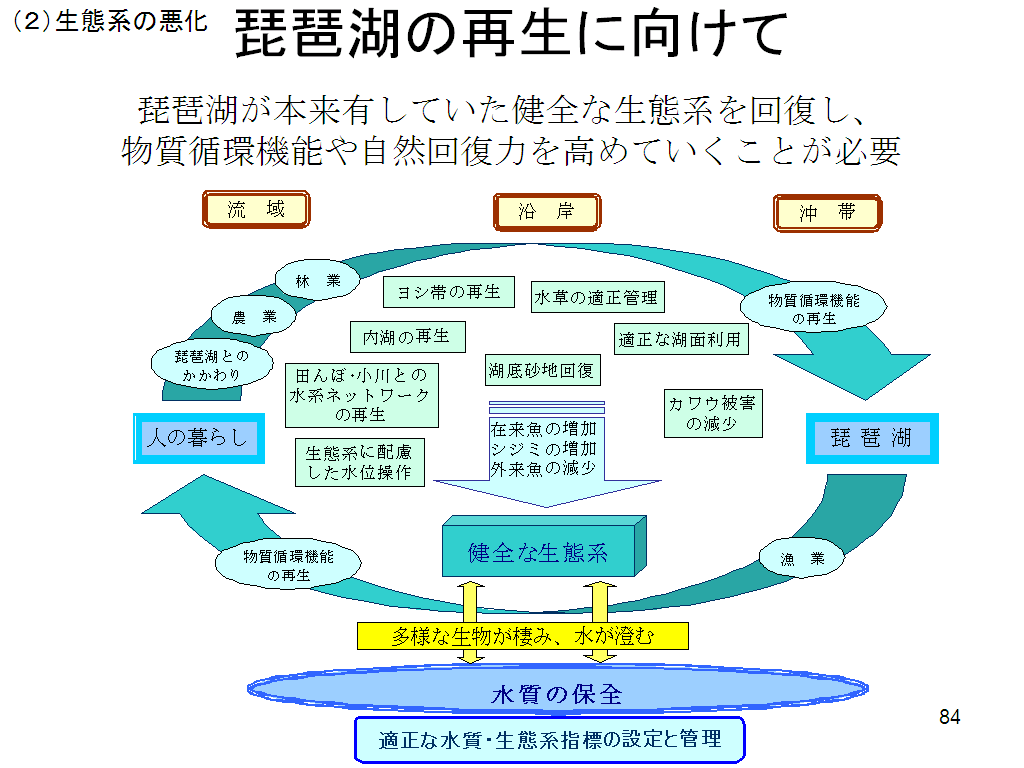 (2)生態系の悪化
琵琶湖の再生に向けて
琵琶湖が本来有していた健全な生態系を回復し、
物質循環機能や自然回復力を高めていくことが必要
流 域
沿 岸
沖 帯
林 業
農 業
琵琶湖との
かかわり
ヨシ帯の再生
水草の適正管理
物質循環機能
の再生
内湖の再生
適正な湖面利用
田んぼ・小川との
水系ネットワーク
の再生
湖底砂地回復
カワウ被害
の減少
人の暮らし
生態系に配慮
した水位操作
在来魚の増加
シジミの増加
外来魚の減少
琵 琶 湖
健全な生態系
物質循環機能
の再生
漁 業
多様な生物が棲み、水が澄む
水質の保全
適正な水質・生態系指標の設定と管理
84